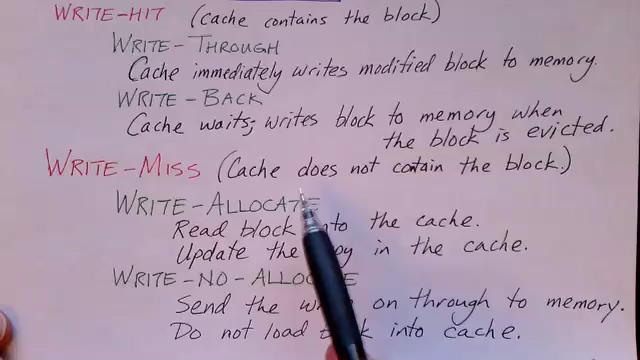 WRITE-HIT (Cache contains the block)
WRITE-THROUGH
Cache immediately writes modified block to memory.
WRITE-BACK
Cache waits; writes block to memory when
the block is evicted.
WRITE-MISS (Cache does not contain the block.)
WRITE-ALLOCATE
Read block into the cache.
Update the in the cache.
WRITE-NO-ALLOCATE
Send the on through to memory.
Do not load into cache.